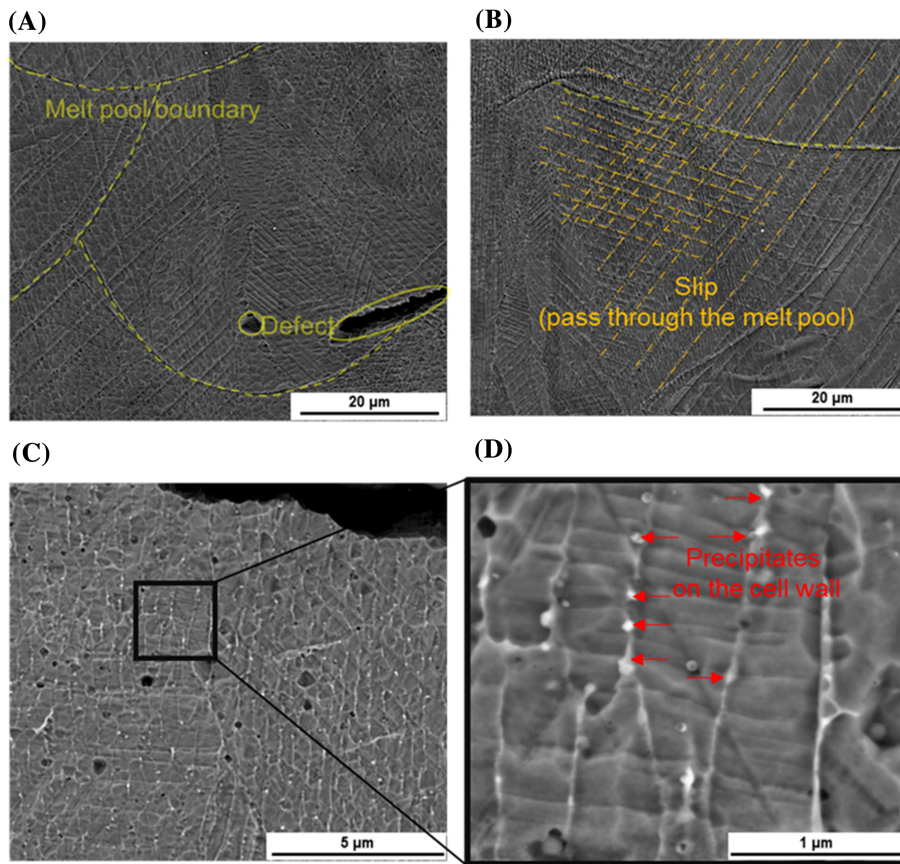 (A)
(B)
Melt pool boundary
Defect
20 µm
Slip
(pass through the melt pool)
20 µm
(C)
(D)
Precipitates
on the cell wall
5 µm
1 µm